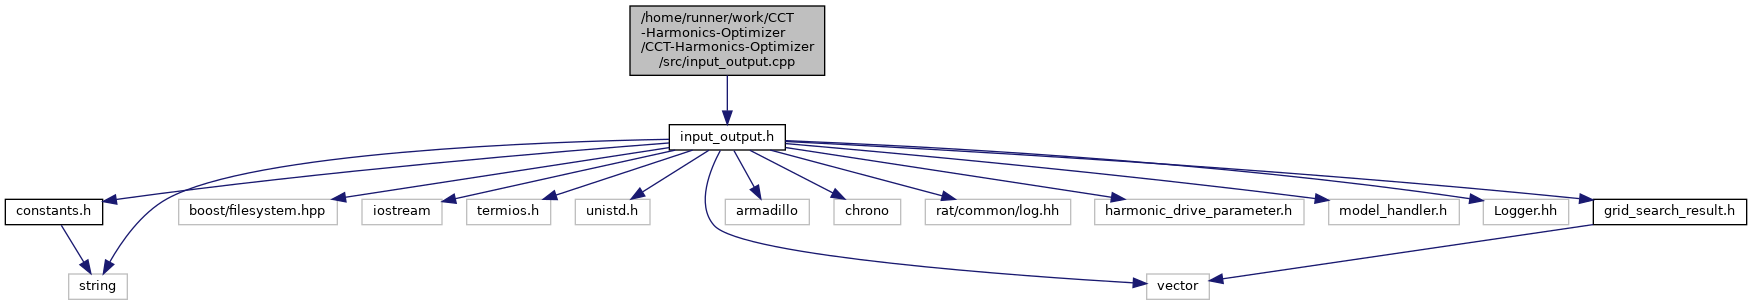 /home/runner/work/CCT
-Harmonics-Optimizer
/CCT-Harmonics-Optimizer
/src/input_output.cpp
input_output.h
constants.h
boost/filesystem.hpp
iostream
termios.h
unistd.h
armadillo
chrono
rat/common/log.hh
harmonic_drive_parameter.h
model_handler.h
Logger.hh
grid_search_result.h
string
vector